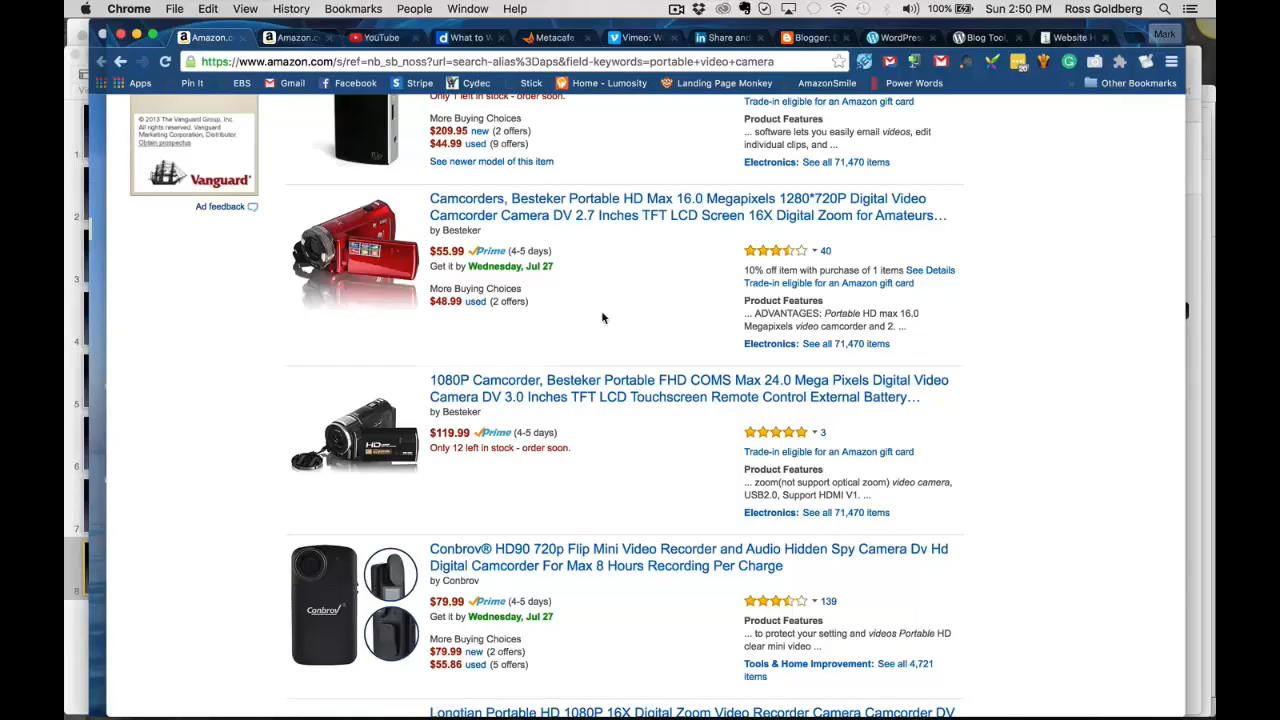 Chrome File Edit View History Bookmarks People Window Help 100% Sun 2:50 PM Ross Goldberg
Amazon.c Amazon.c YouTube What to V Metacafe Vimeo: W Share and Blogger: WordPress Blog Tool, Website H Mark
https://www.amazon.com/s/ref=nb_sb_noss?url=search-alias%3Daps&field-keywords=portable+video+camera
Apps Pin It EBS Gmail Facebook Stripe Cydec Stick Home - Lumosity Landing Page Monkey AmazonSmile Power Words » Other Bookmarks
© 2013 The Vanguard Group, Inc.
All rights reserved. Vanguard
Marketing Corporation, Distributor.
Obtain prospectus
Vanguard
Ad feedback
Only 1 left in stock - order soon.
More Buying Choices
$209.95 new (2 offers)
$44.99 used (9 offers)
See newer model of this item
Trade-in eligible for an Amazon gift card
Product Features
... software lets you easily email videos, edit
individual clips, and ...
Electronics: See all 71,470 items
Camcorders, Besteker Portable HD Max 16.0 Megapixels 1280*720P Digital Video
Camcorder Camera DV 2.7 Inches TFT LCD Screen 16X Digital Zoom for Amateurs…
by Besteker
$55.99 Prime (4-5 days)
Get it by Wednesday, Jul 27
More Buying Choices
$48.99 used (2 offers)
40
10% off item with purchase of 1 items See Details
Trade-in eligible for an Amazon gift card
Product Features
... ADVANTAGES: Portable HD max 16.0
Megapixels video camcorder and 2. ...
Electronics: See all 71,470 items
1080P Camcorder, Besteker Portable FHD COMS Max 24.0 Mega Pixels Digital Video
Camera DV 3.0 Inches TFT LCD Touchscreen Remote Control External Battery…
by Besteker
$119.99 Prime (4-5 days)
Only 12 left in stock - order soon.
3
Trade-in eligible for an Amazon gift card
Product Features
... zoom(not support optical zoom) video camera,
USB2.0, Support HDMI V1. ...
Electronics: See all 71,470 items
HD
Conbrov® HD90 720p Flip Mini Video Recorder and Audio Hidden Spy Camera Dv Hd
Digital Camcorder For Max 8 Hours Recording Per Charge
by Conbrov
$79.99 Prime (4-5 days)
Get it by Wednesday, Jul 27
More Buying Choices
$79.99 new (2 offers)
$55.86 used (5 offers)
139
Product Features
... to protect your setting and videos Portable HD
clear mini video ...
Tools & Home Improvement: See all 4,721
items
Conbrov
Longtian Portable HD 1080P 16X Digital Zoom Video Recorder Camera Camcorder DV
1
2
3
4
5
6
7
8